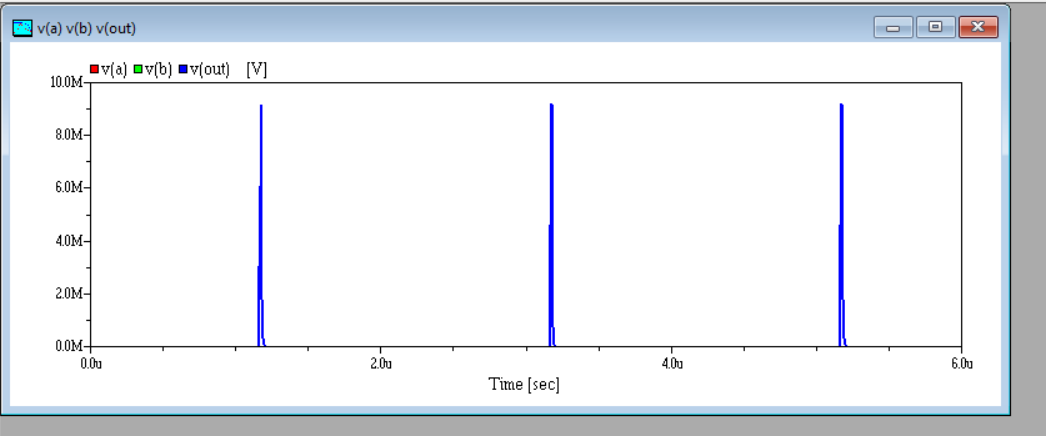 v(a) v(b) v(out)
v(a) v(b) v(out) [V]
10.0M
8.0M
6.0M
4.0M
2.0M
0.0M
0.0u 2.0u 4.0u 6.0u
Time [sec]